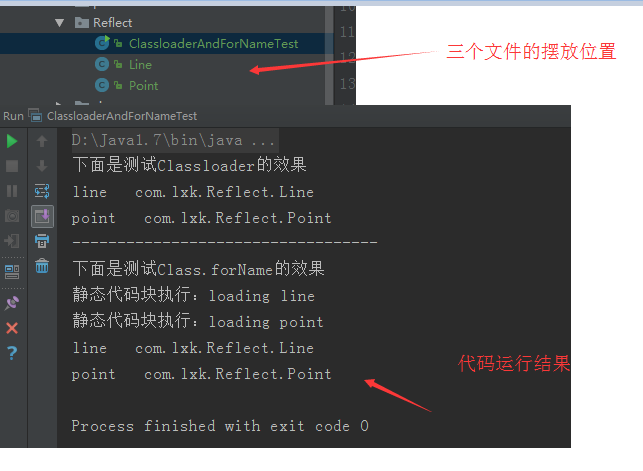 Reflect
ClassloaderAndForNameTest
Line
Point
11
12
13
三个文件的摆放位置
Run ClassloaderAndForNameTest
D:\Java1.7\bin\java ...
下面是测试Classloader的效果
line com.lxk.Reflect.Line
point com.lxk.Reflect.Point
----------------------------------
下面是测试Class.forName的效果
静态代码块执行：loading line
静态代码块执行：loading point
line com.lxk.Reflect.Line
point com.lxk.Reflect.Point
代码运行结果
Process finished with exit code 0